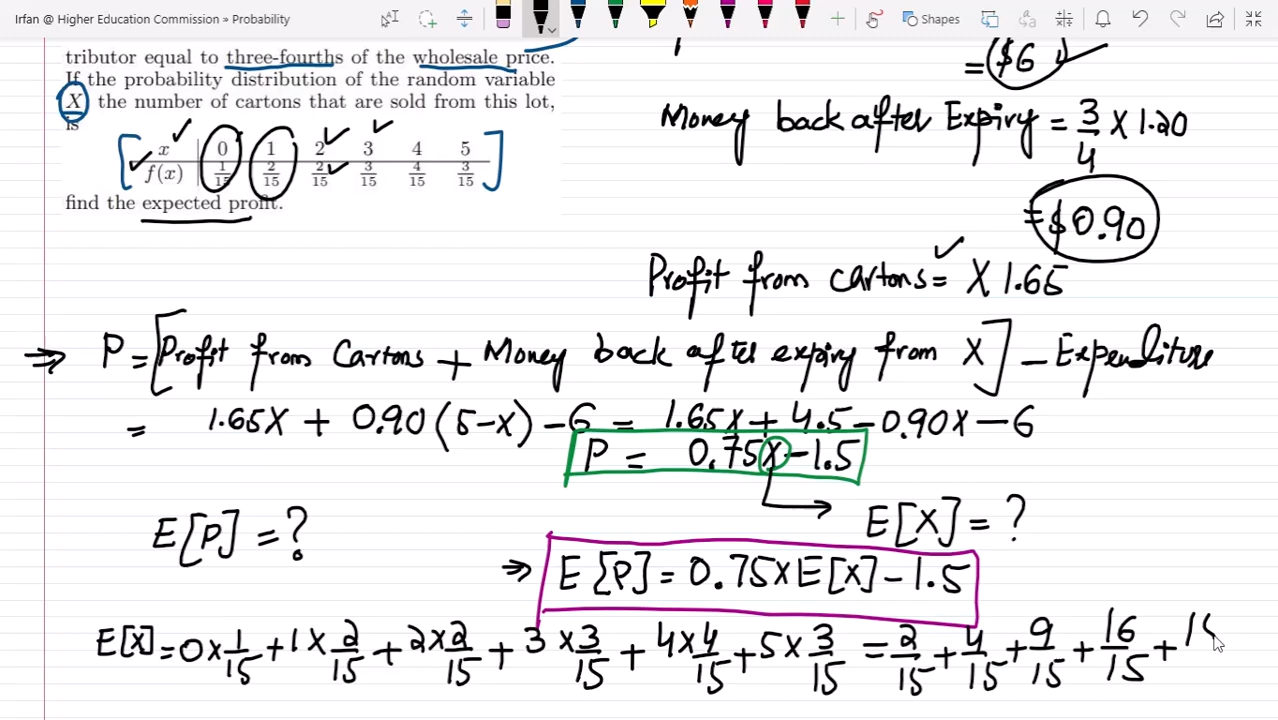 Irfan @ Higher Education Commission » Probability
Shapes
tributor equal to three-fourths of the wholesale price.
If the probability distribution of the random variable
X the number of cartons that are sold from this lot,
is
x 0 1 2 3 4 5
f(x) 1/15 2/15 2/15 3/15 4/15 3/15
find the expected profit.
= $6
Money back after Expiry = 3/4 X 1.20
= $0.90
Profit from cartons = X 1.65
⇒ P = [Profit from Cartons + Money back after expiry from X] - Expenditure
= 1.65X + 0.90 (5-X) - 6 = 1.65X + 4.5 - 0.90X - 6
P = 0.75X - 1.5
E[P] = ?
E[X] = ?
⇒ E[P] = 0.75 X E[X] - 1.5
E[X] = 0 x 1/15 + 1 x 2/15 + 2 x 2/15 + 3 x 3/15 + 4 x 4/15 + 5 x 3/15 = 2/15 + 4/15 + 9/15 + 16/15 +